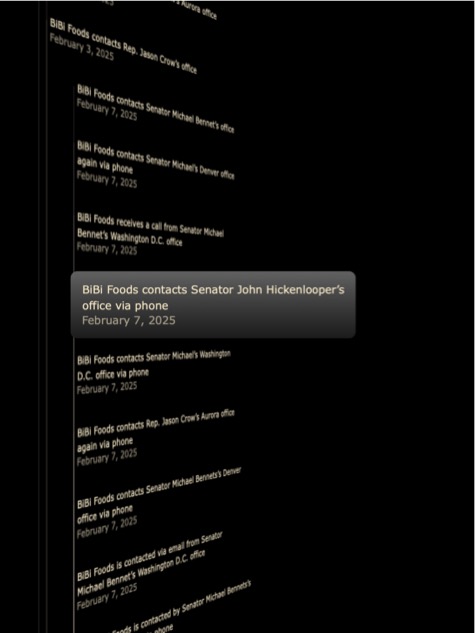 s Aurora office
BiBi Foods contacts Rep. Jason Crow's office
February 3, 2025
BiBi Foods contacts Senator Michael Bennet's office
February 7, 2025
BiBi Foods contacts Senator Michael's Denver office
again via phone
February 7, 2025
BiBi Foods receives a call from Senator Michael
Bennet's Washington D.C. office
February 7, 2025
BiBi Foods contacts Senator John Hickenlooper's
office via phone
February 7, 2025
BiBi Foods contacts Senator Michael's Washington
D.C. office via phone
February 7, 2025
BiBi Foods contacts Rep. Jason Crow's Aurora office
again via phone
February 7, 2025
BiBi Foods contacts Senator Michael Bennets's Denver
office via phone
February 7, 2025
BiBi Foods is contacted via email from Senator
Michael Bennet's Washington D.C. office
February 7, 2025
Foods is contacted by Senator Michael Bennets's
phone